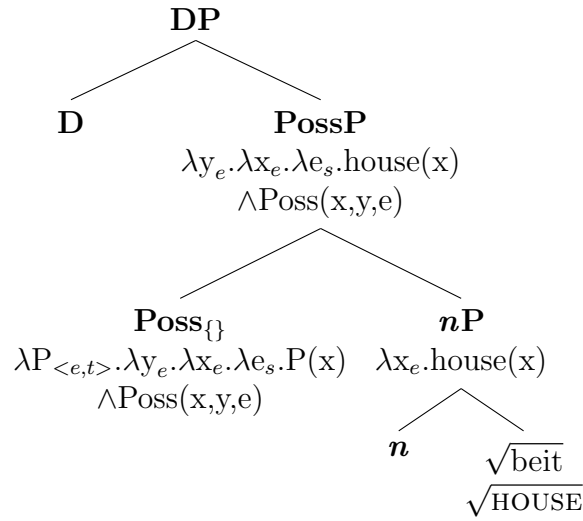 DP
D PossP
λy_e.λx_e.λe_s.house(x)
∧Poss(x,y,e)
Poss_{} nP
λP_<e,t>.λy_e.λx_e.λe_s.P(x) λx_e.house(x)
∧Poss(x,y,e)
n √beit
√HOUSE